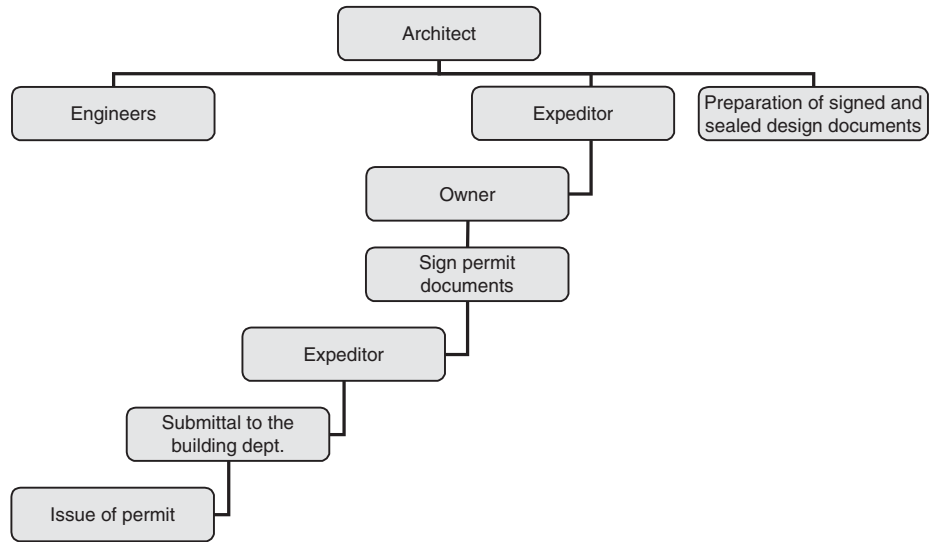 Architect
Engineers
Expeditor
Preparation of signed and
sealed design documents
Owner
Sign permit
documents
Expeditor
Submittal to the
building dept.
Issue of permit